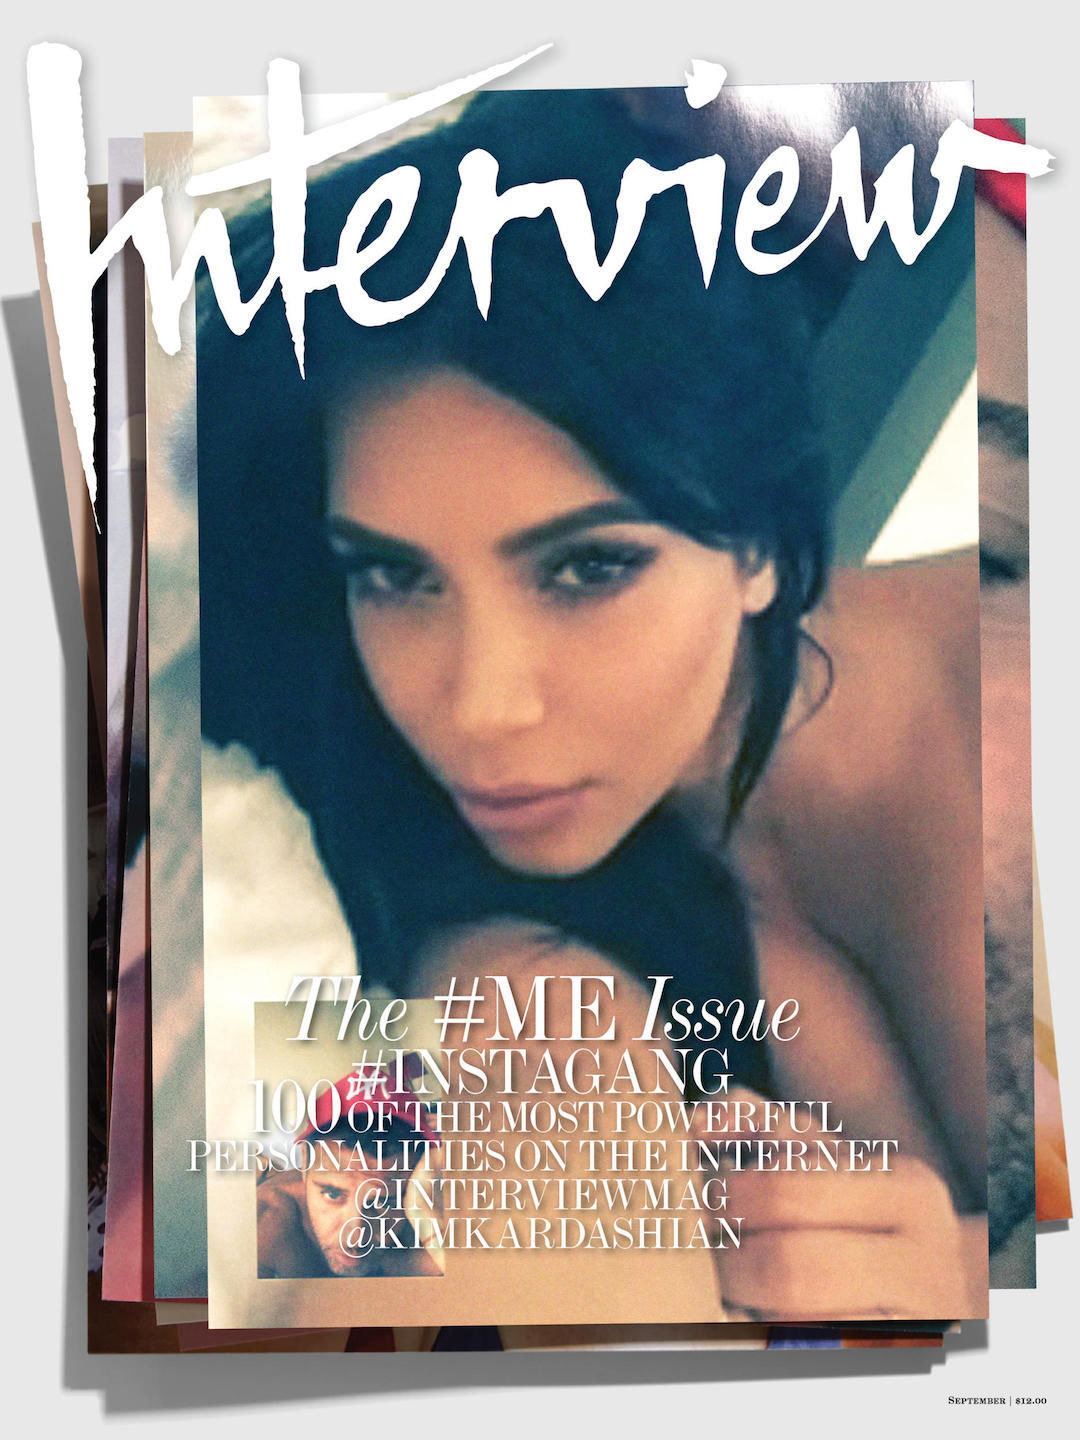 Interview
The #ME Issue
#INSTAGANG
100 OF THE MOST POWERFUL
PERSONALITIES ON THE INTERNET
@INTERVIEWMAG
@KIMKARDASHIAN
SEPTEMBER | $12.00